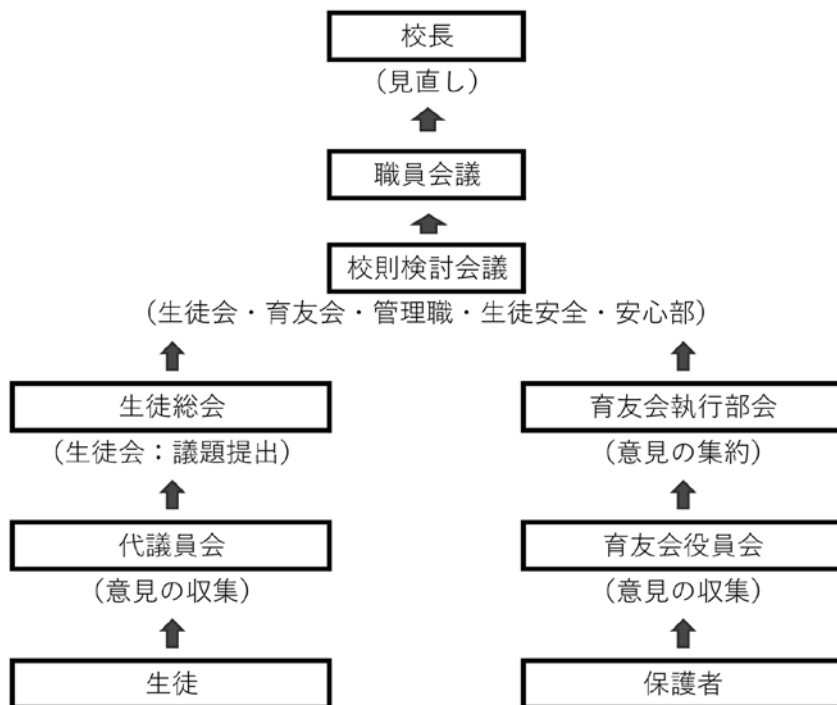 校長
（見直し）
職員会議
校則検討会議
（生徒会・育友会・管理職・生徒安全・安心部）
生徒総会
（生徒会：議題提出）
代議員会
（意見の収集）
生徒
育友会執行部会
（意見の集約）
育友会役員会
（意見の収集）
保護者